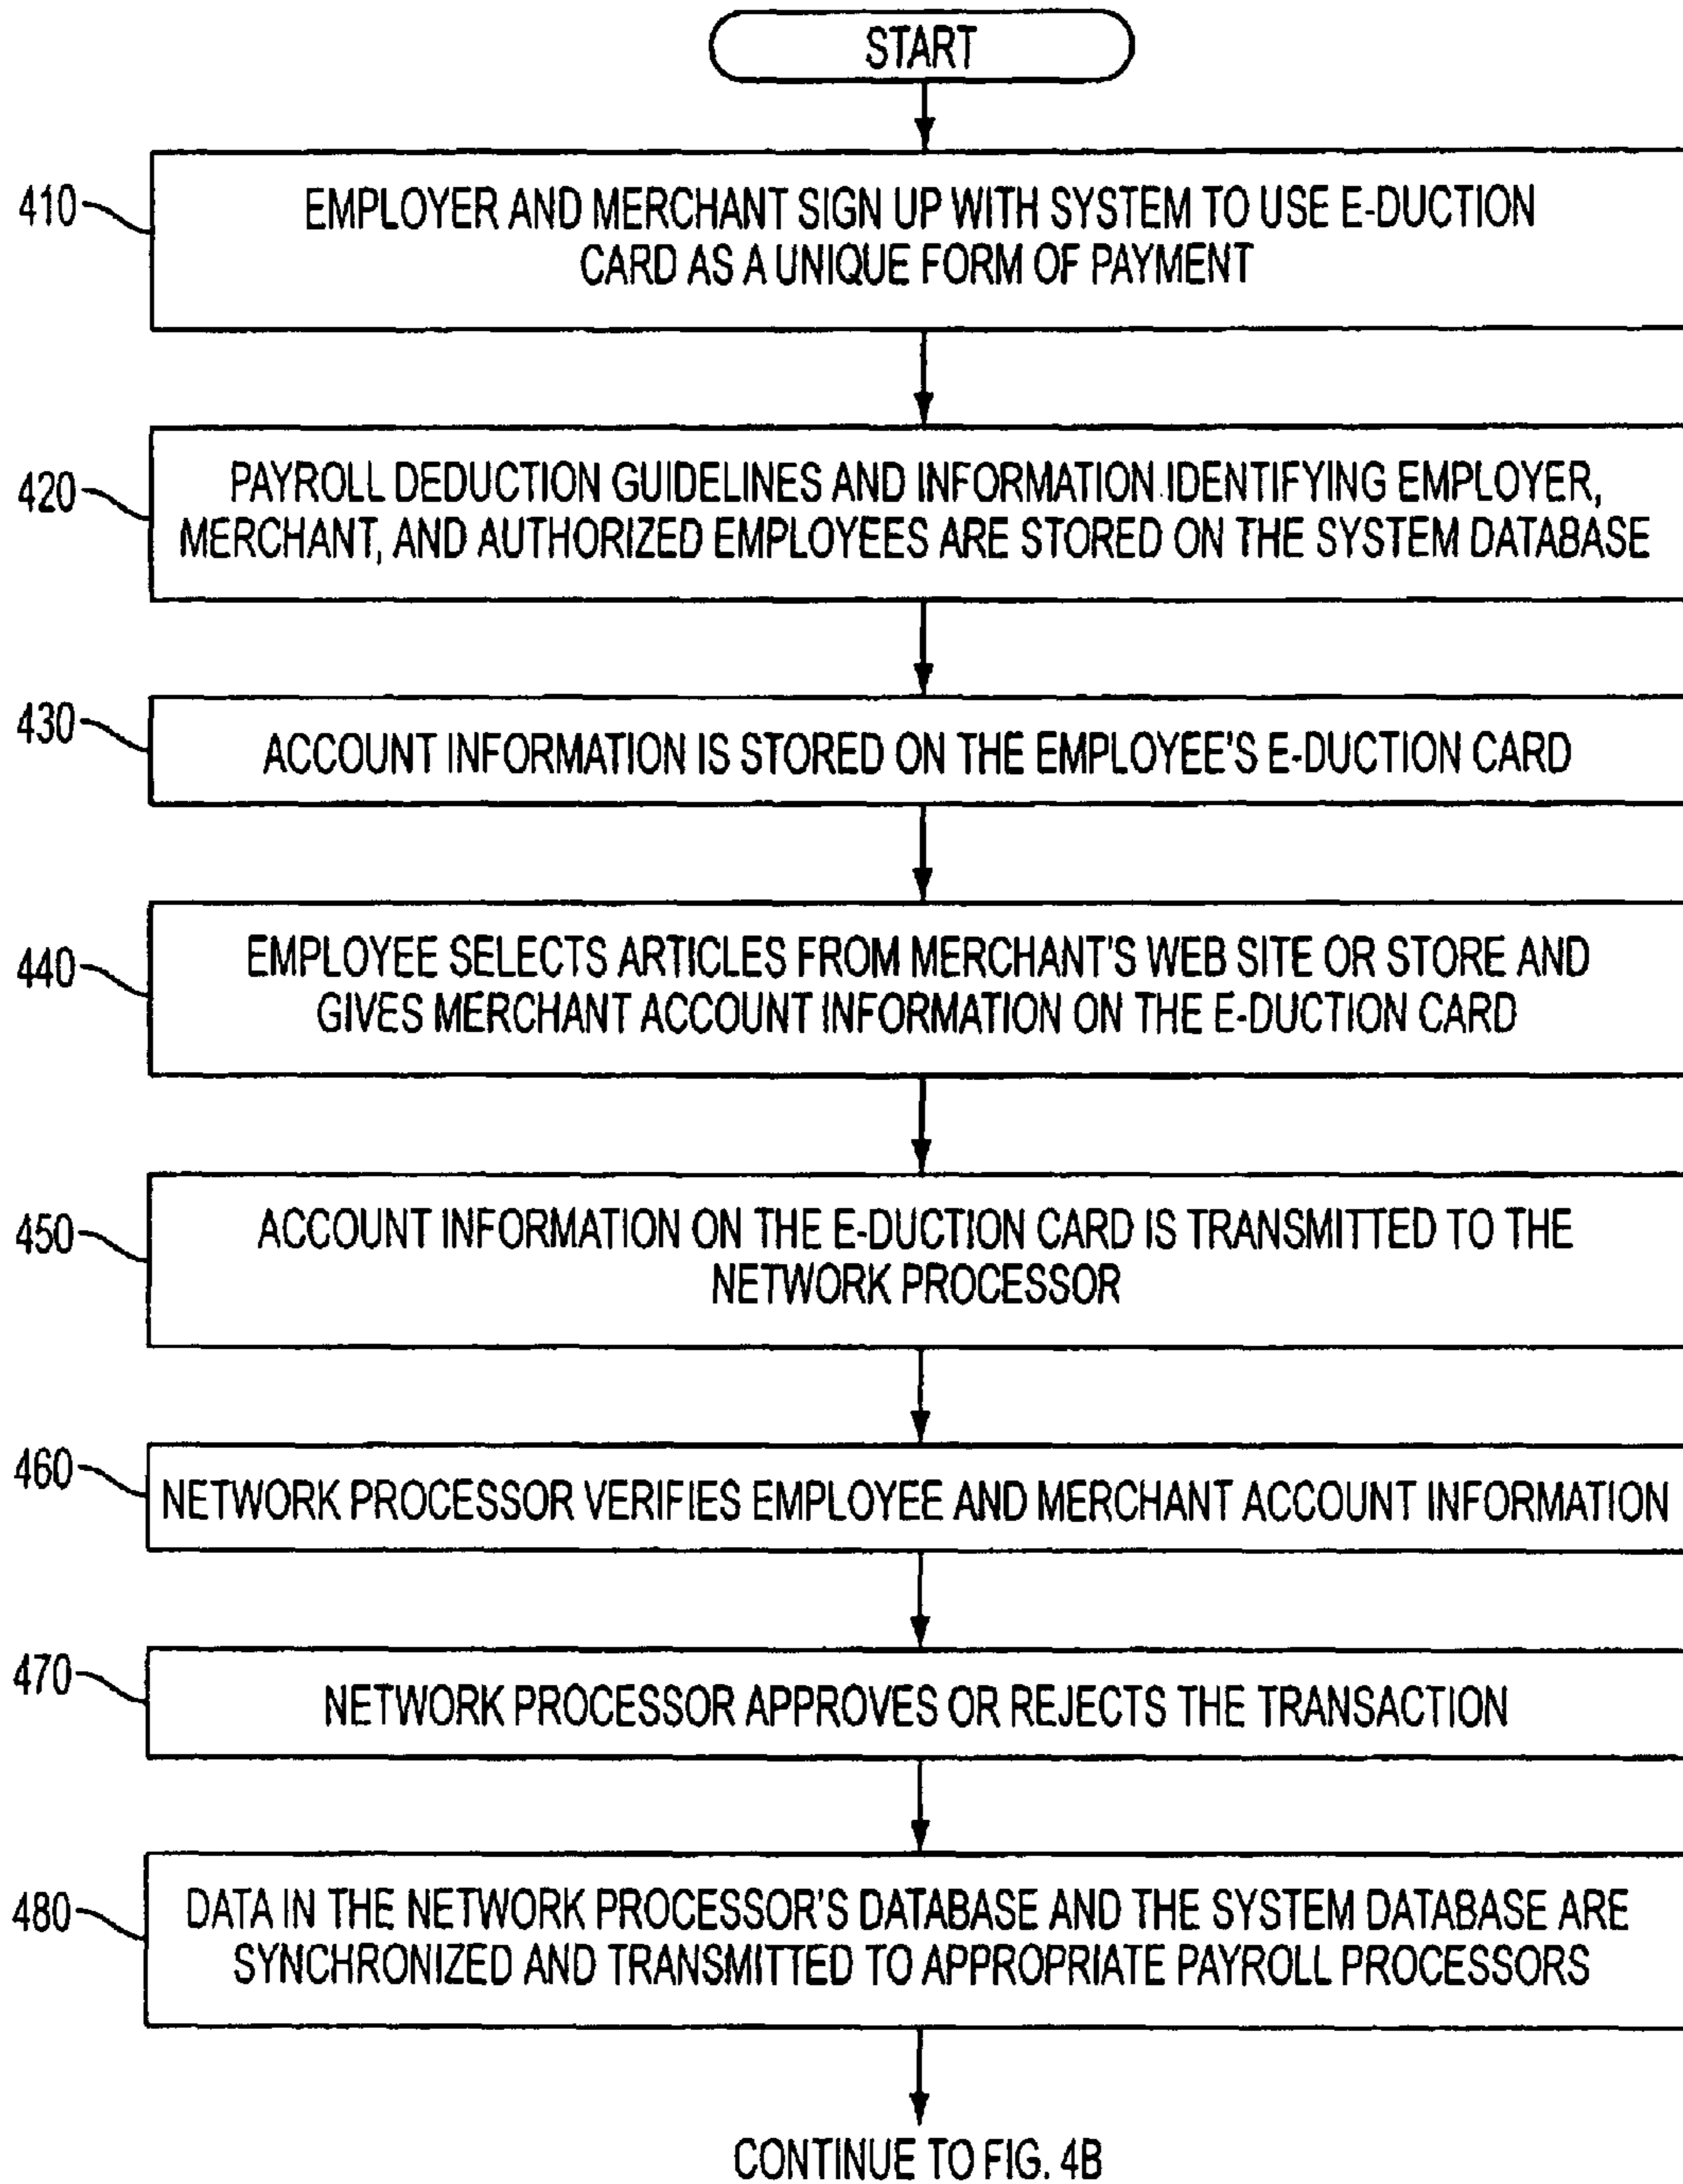 START
410
EMPLOYER AND MERCHANT SIGN UP WITH SYSTEM TO USE E-DUCTION
CARD AS A UNIQUE FORM OF PAYMENT
420
PAYROLL DEDUCTION GUIDELINES AND INFORMATION IDENTIFYING EMPLOYER,
MERCHANT, AND AUTHORIZED EMPLOYEES ARE STORED ON THE SYSTEM DATABASE
430
ACCOUNT INFORMATION IS STORED ON THE EMPLOYEE'S E-DUCTION CARD
440
EMPLOYEE SELECTS ARTICLES FROM MERCHANT'S WEB SITE OR STORE AND
GIVES MERCHANT ACCOUNT INFORMATION ON THE E-DUCTION CARD
450
ACCOUNT INFORMATION ON THE E-DUCTION CARD IS TRANSMITTED TO THE
NETWORK PROCESSOR
460
NETWORK PROCESSOR VERIFIES EMPLOYEE AND MERCHANT ACCOUNT INFORMATION
470
NETWORK PROCESSOR APPROVES OR REJECTS THE TRANSACTION
480
DATA IN THE NETWORK PROCESSOR'S DATABASE AND THE SYSTEM DATABASE ARE
SYNCHRONIZED AND TRANSMITTED TO APPROPRIATE PAYROLL PROCESSORS
CONTINUE TO FIG. 4B